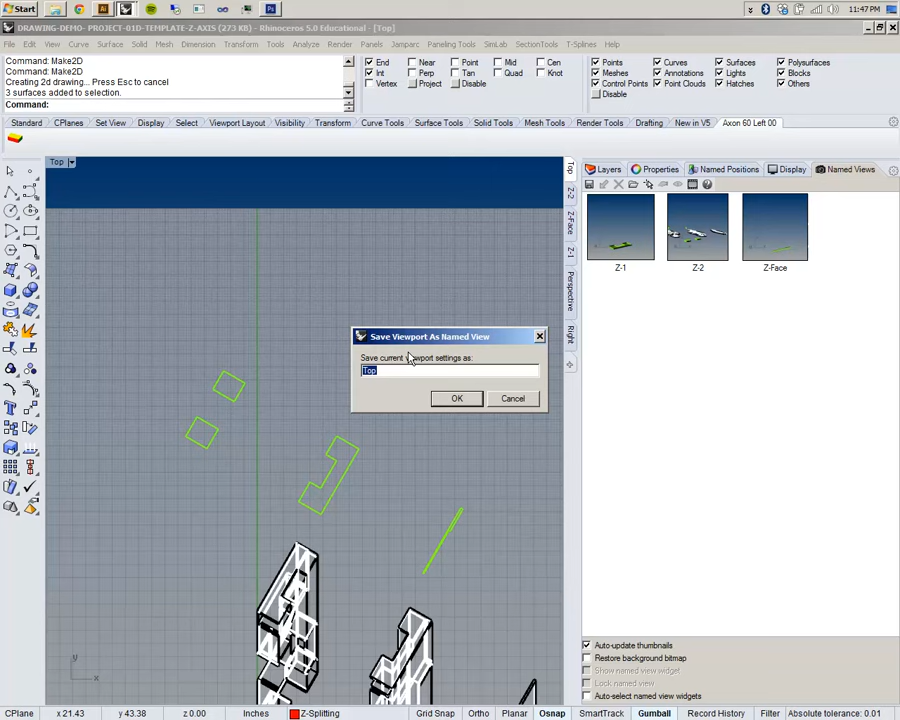 Start
11:47 PM
DRAWING-DEMO- PROJECT-01D-TEMPLATE-Z-AXIS (273 KB) - Rhinoceros 5.0 Educational - [Top]
File Edit View Curve Surface Solid Mesh Dimension Transform Tools Analyze Render Panels Jamparc Paneling Tools SimLab SectionTools T-Splines Help
Command: Make2D
Command: Make2D
Creating 2d drawing... Press Esc to cancel
3 surfaces added to selection.
Command:
End Near Point Mid Cen
Int Perp Tan Quad Knot
Vertex Project Disable
Points Curves Surfaces Polysurfaces
Meshes Annotations Lights Blocks
Control Points Point Clouds Hatches Others
Disable
Standard CPlanes Set View Display Select Viewport Layout Visibility Transform Curve Tools Surface Tools Solid Tools Mesh Tools Render Tools Drafting New in V5 Axon 60 Left 00
Top
Top
Z-2
Z-Face
Z-1
Perspective
Right
Layers Properties Named Positions Display Named Views
Z-1 Z-2 Z-Face
Save Viewport As Named View
Save current viewport settings as:
Top
OK Cancel
y
x
Auto-update thumbnails
Restore background bitmap
Show named view widget
Lock named view
Auto-select named view widgets
CPlane x 21.43 y 43.38 z 0.00 Inches Z-Splitting Grid Snap Ortho Planar Osnap SmartTrack Gumball Record History Filter Absolute tolerance: 0.01